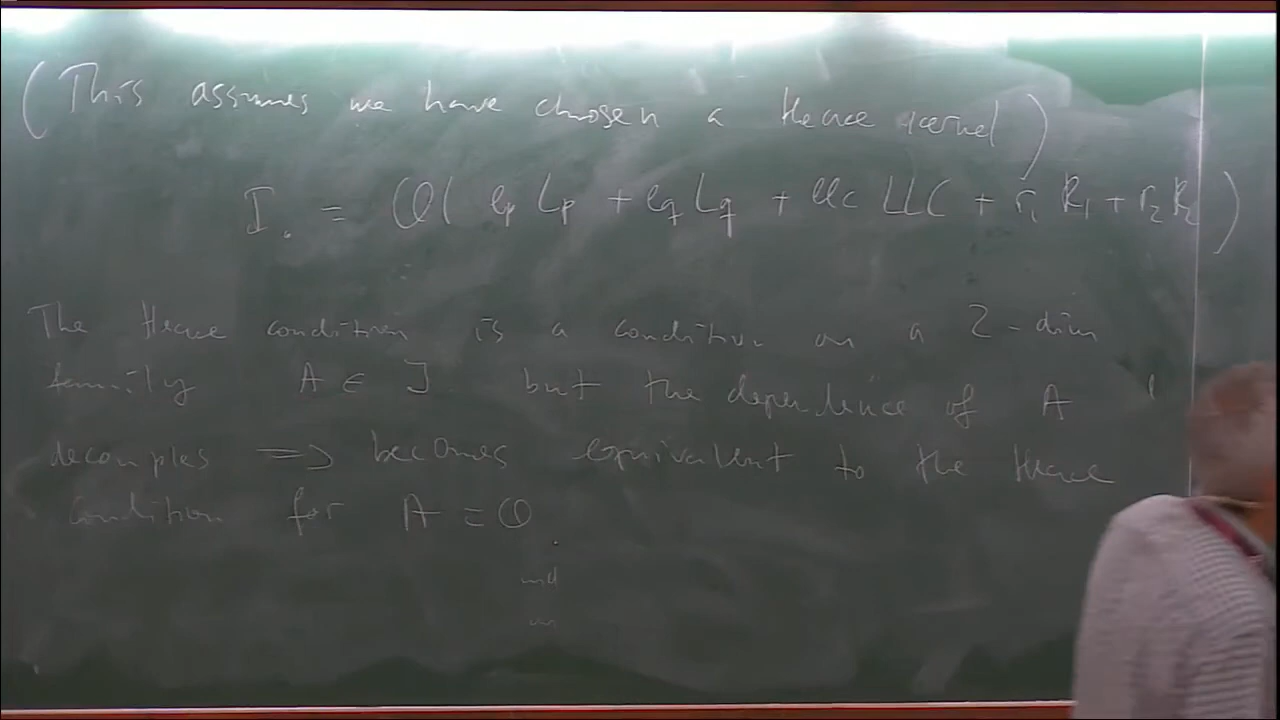 (This assumes we have chosen a Hecke kernel)
I. = O( lp Lp + lq Lq + llc LLC + r1 R1 + r2 R2 )
The Hecke condition is a condition on a 2-dim
family A ∈ J but the dependence of A
decouples => becomes equivalent to the Hecke
condition for A = O